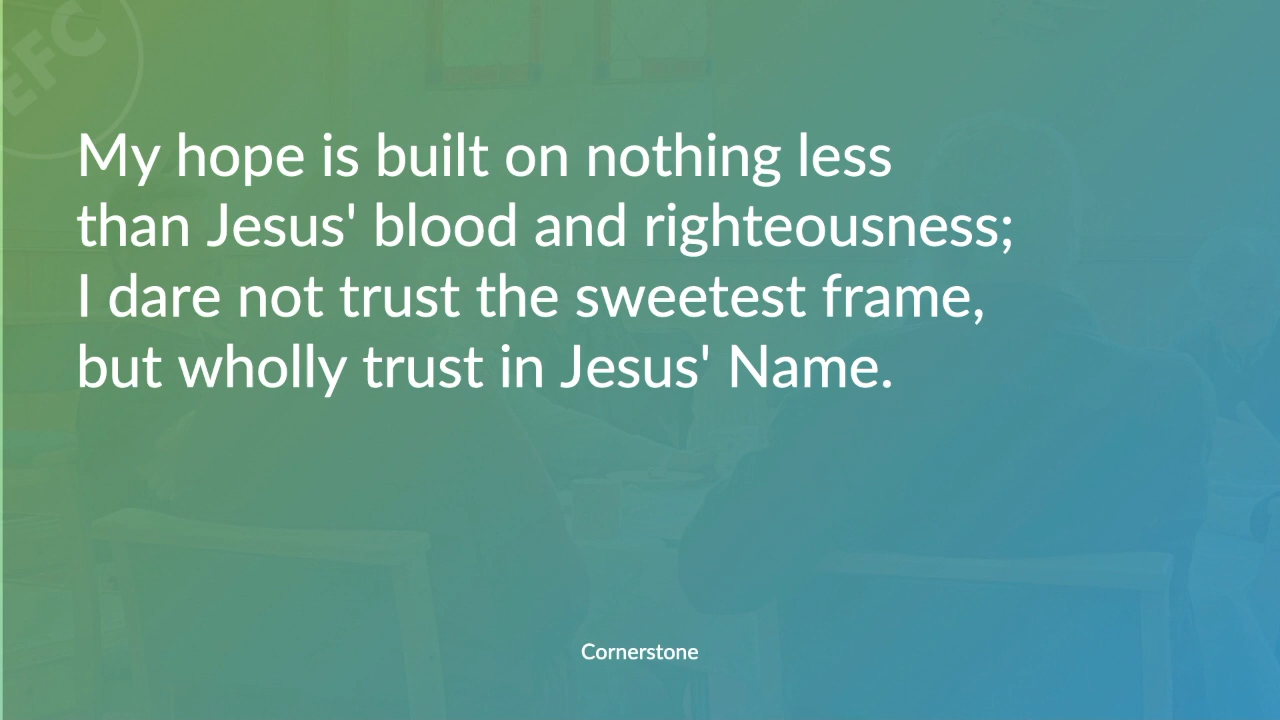 EFC
My hope is built on nothing less
than Jesus' blood and righteousness;
I dare not trust the sweetest frame,
but wholly trust in Jesus' Name.
Cornerstone